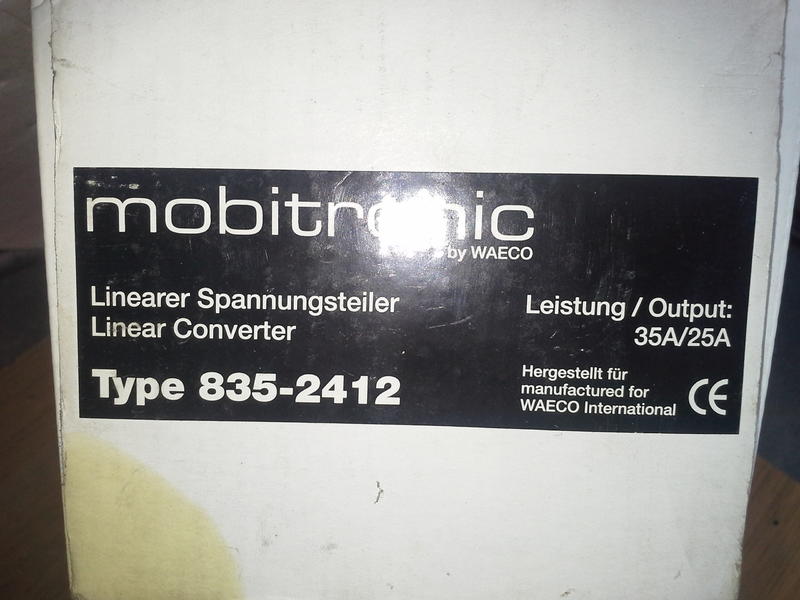 mobitronic
by WAECO
Linearer Spannungsteiler
Linear Converter
Type 835-2412
Leistung / Output:
35A/25A
Hergestellt für
manufactured for
WAECO International
CE